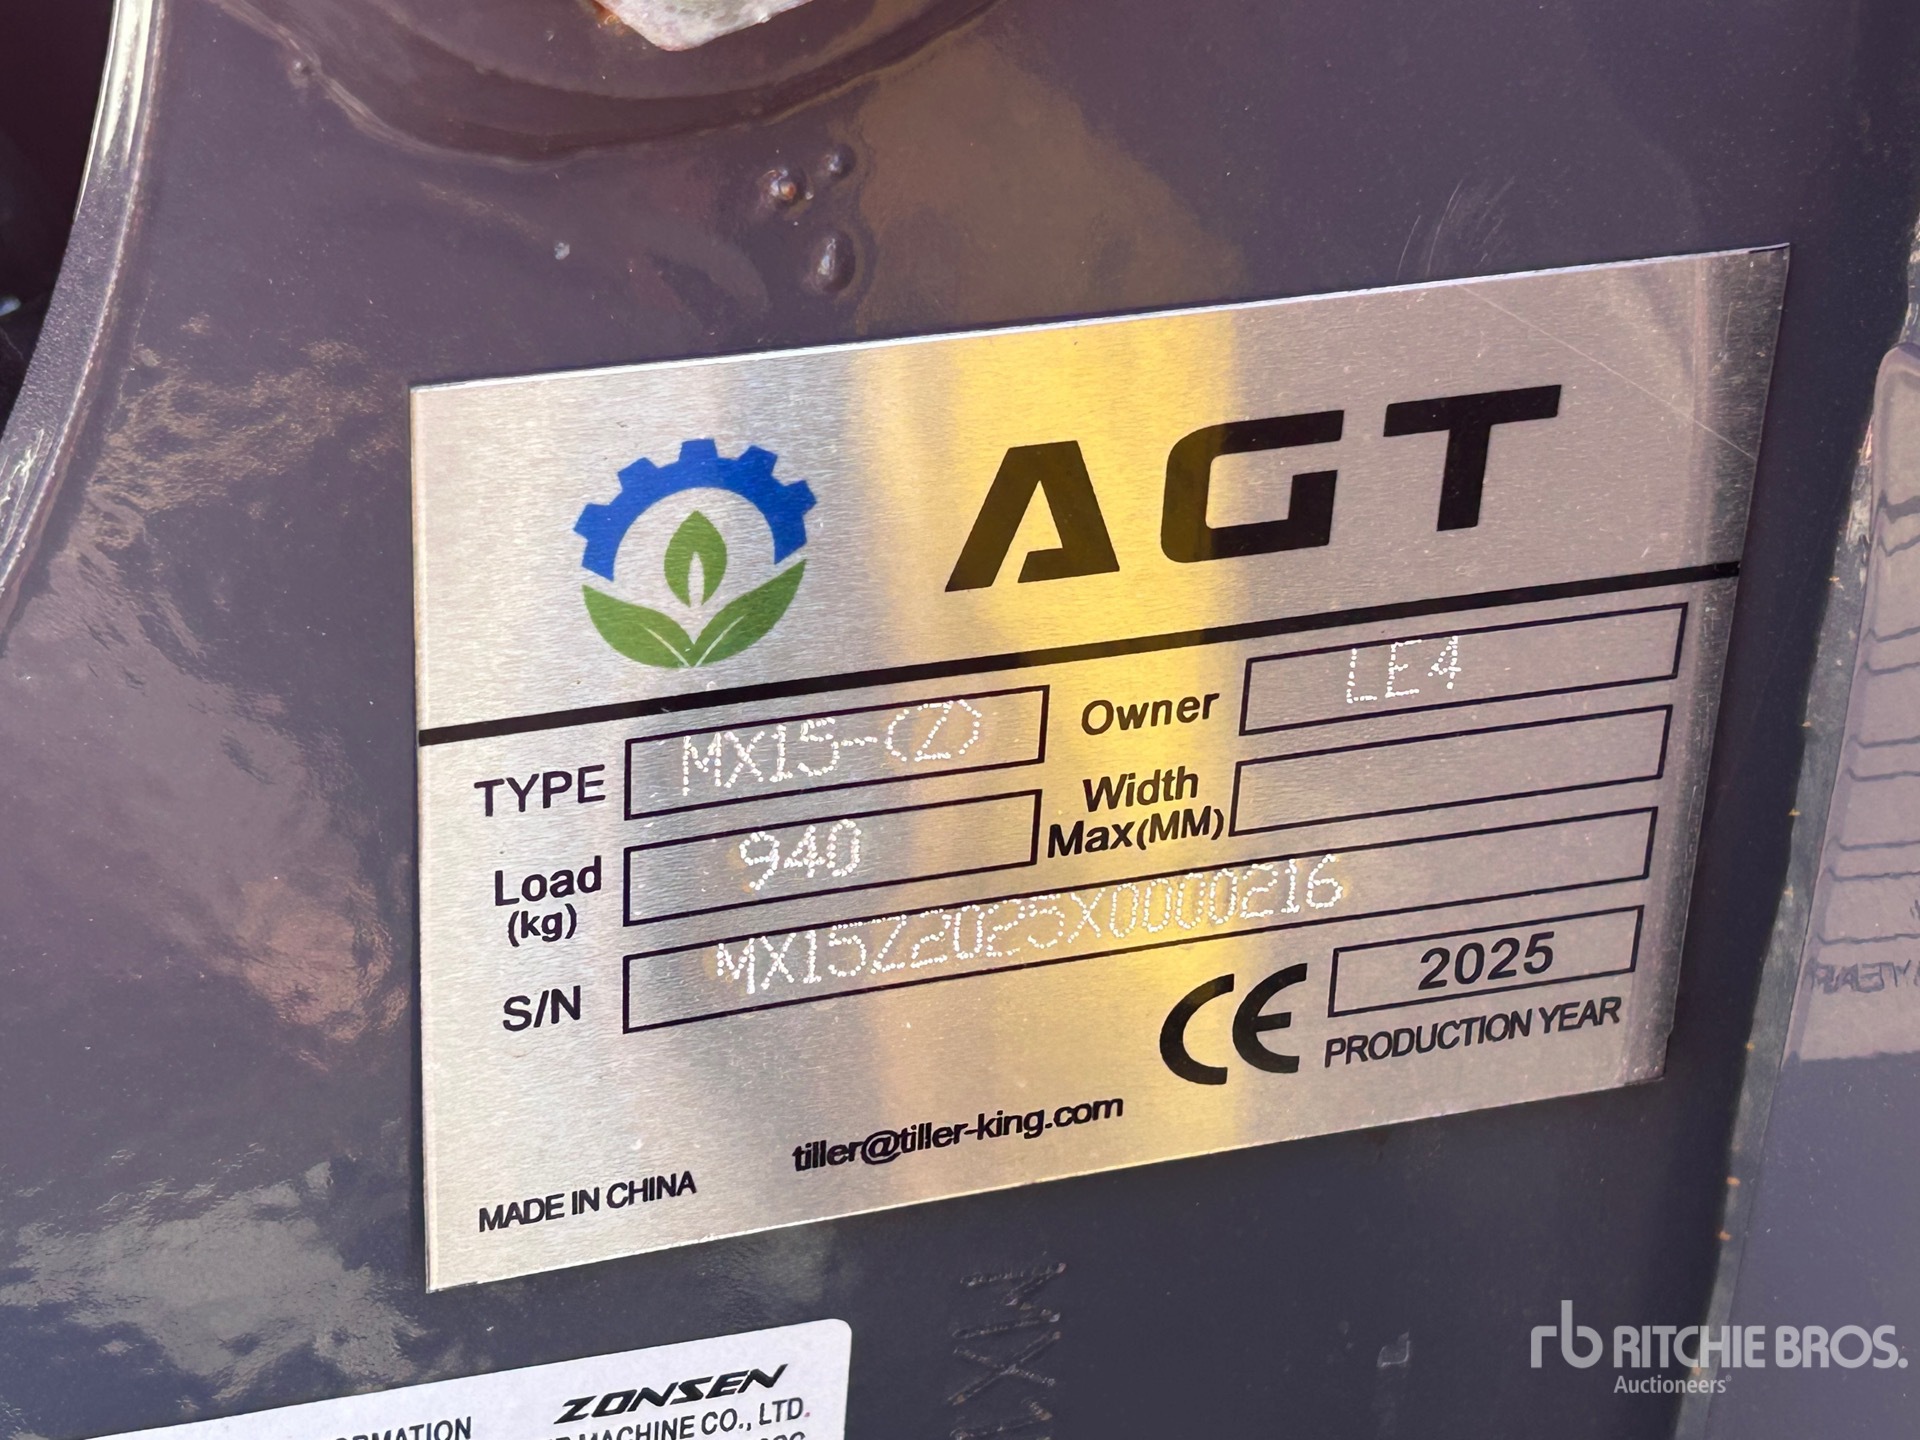 AGT
TYPE MX15-(Z) Owner LE4
Load (kg) 940 Width Max(MM)
S/N MX15Z2025X0000216
CE 2025
PRODUCTION YEAR
tiller@tiller-king.com
MADE IN CHINA
ZONSEN
MACHINE CO., LTD.
rb RITCHIE BROS.
Auctioneers